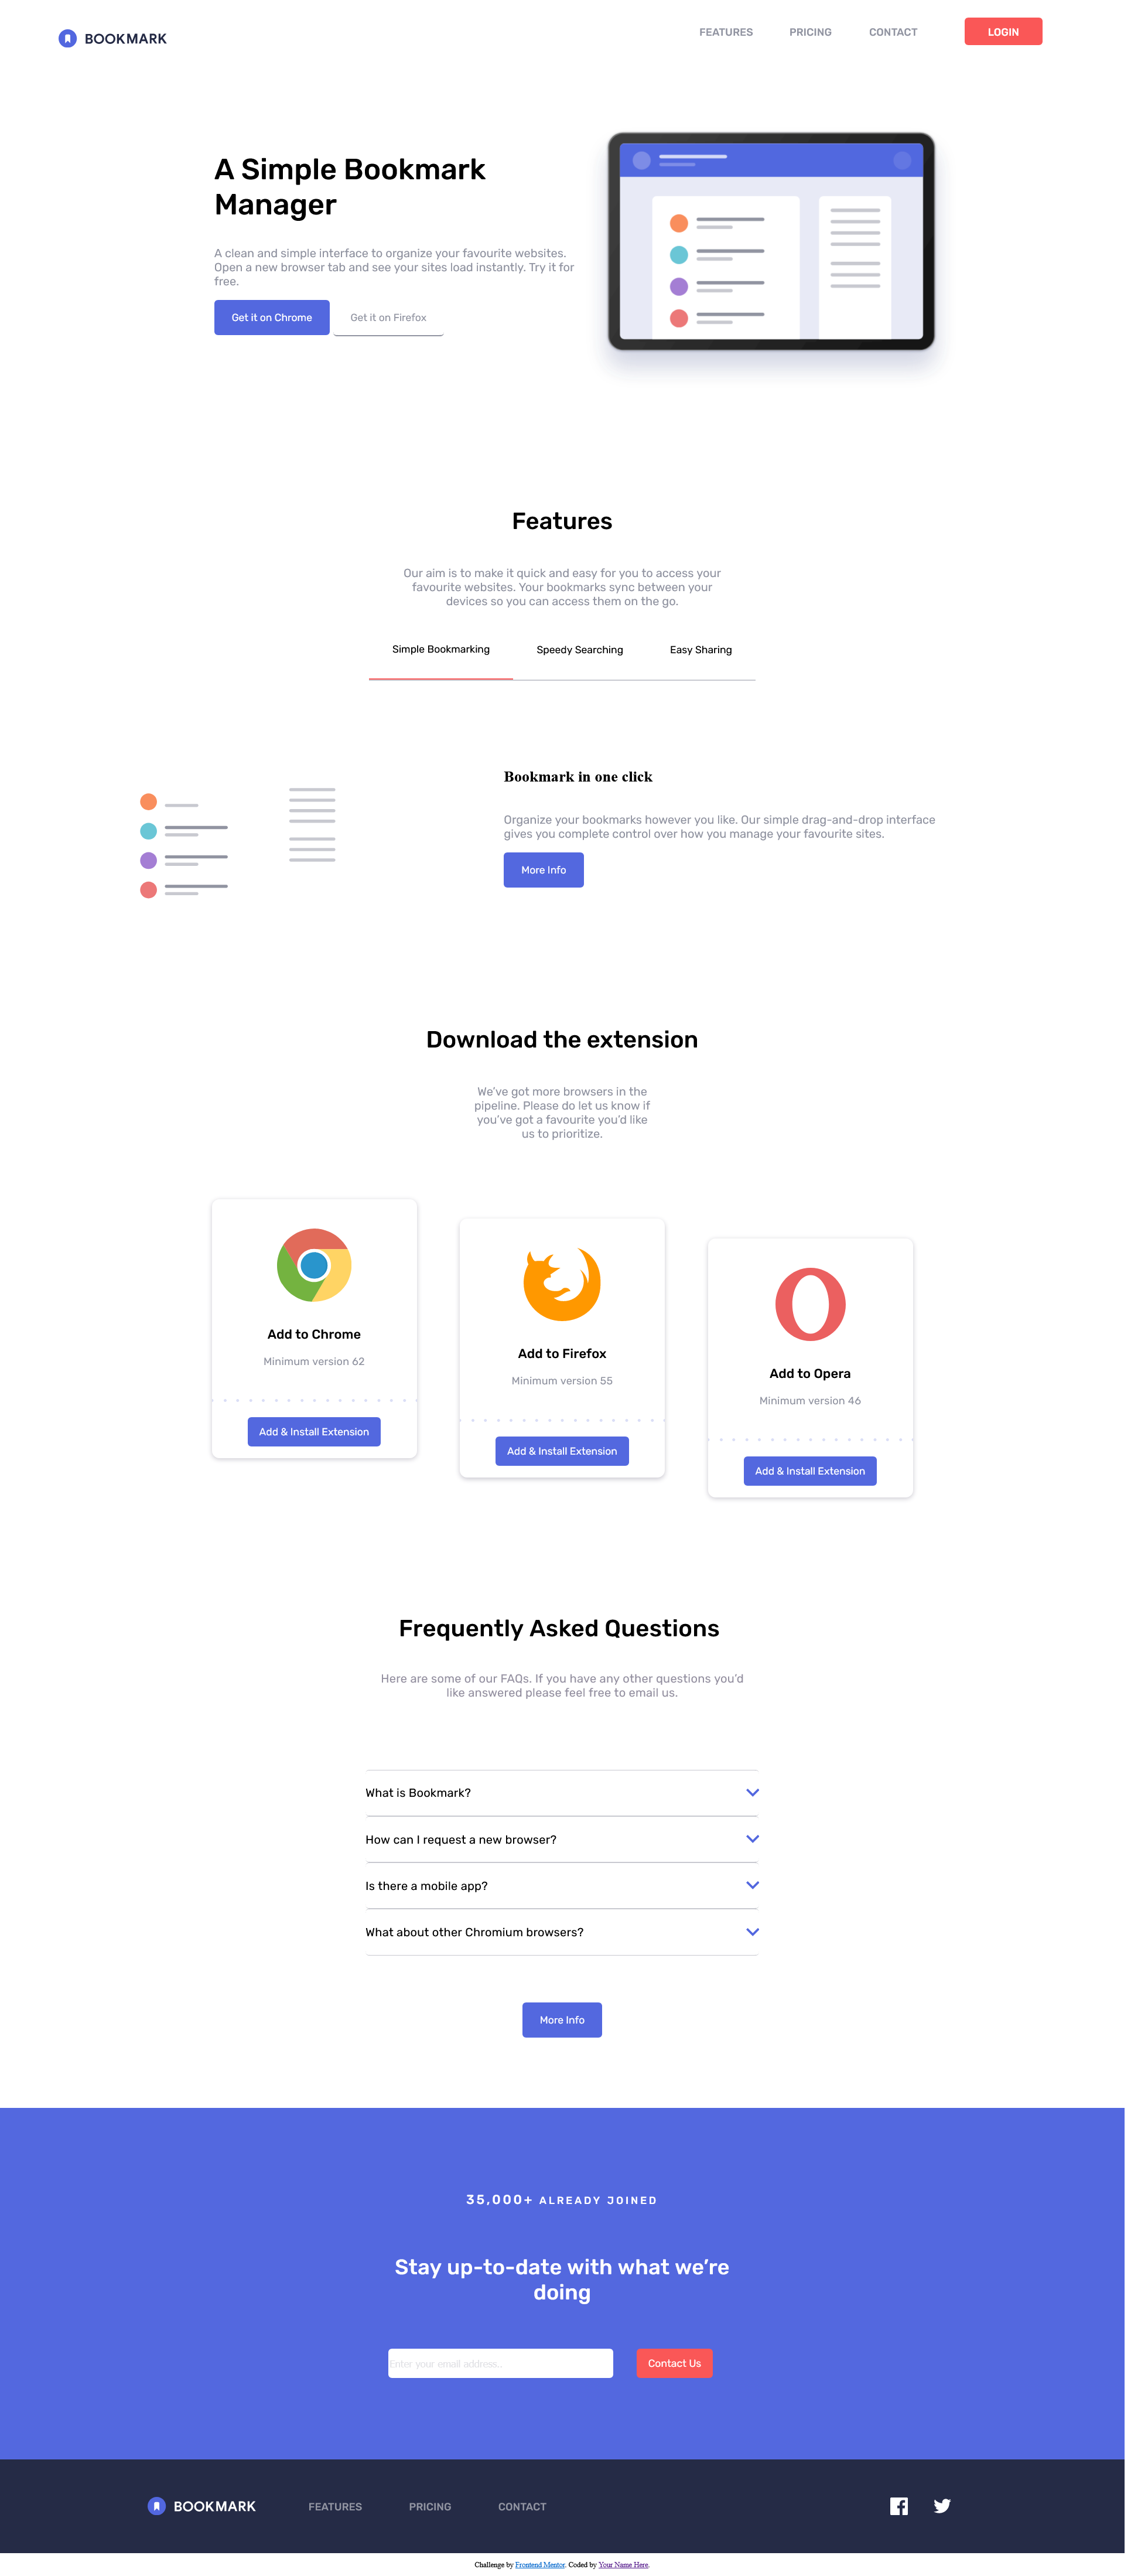 BOOKMARK
FEATURES PRICING CONTACT LOGIN
A Simple Bookmark
Manager
A clean and simple interface to organize your favourite websites.
Open a new browser tab and see your sites load instantly. Try it for
free.
Get it on Chrome Get it on Firefox
Features
Our aim is to make it quick and easy for you to access your
favourite websites. Your bookmarks sync between your
devices so you can access them on the go.
Simple Bookmarking Speedy Searching Easy Sharing
Bookmark in one click
Organize your bookmarks however you like. Our simple drag-and-drop interface
gives you complete control over how you manage your favourite sites.
More Info
Download the extension
We’ve got more browsers in the
pipeline. Please do let us know if
you’ve got a favourite you’d like
us to prioritize.
Add to Chrome
Minimum version 62
Add & Install Extension
Add to Firefox
Minimum version 55
Add & Install Extension
Add to Opera
Minimum version 46
Add & Install Extension
Frequently Asked Questions
Here are some of our FAQs. If you have any other questions you’d
like answered please feel free to email us.
What is Bookmark?
How can I request a new browser?
Is there a mobile app?
What about other Chromium browsers?
More Info
35,000+ ALREADY JOINED
Stay up-to-date with what we’re
doing
Enter your email address..
Contact Us
BOOKMARK FEATURES PRICING CONTACT
Challenge by Frontend Mentor. Coded by Your Name Here.